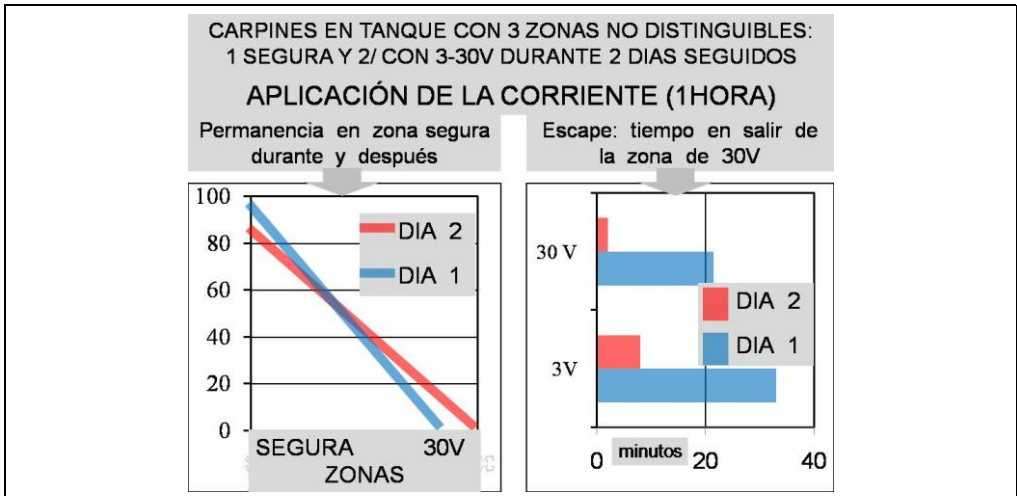 CARPINES EN TANQUE CON 3 ZONAS NO DISTINGUIBLES:
1 SEGURA Y 2/ CON 3-30V DURANTE 2 DIAS SEGUIDOS
APLICACIÓN DE LA CORRIENTE (1HORA)
Permanencia en zona segura
durante y después
100
80
60
40
20
0
DIA 2
DIA 1
SEGURA 30V
ZONAS
Escape: tiempo en salir de
la zona de 30V
30 V
3V
DIA 2
DIA 1
minutos
0 20 40